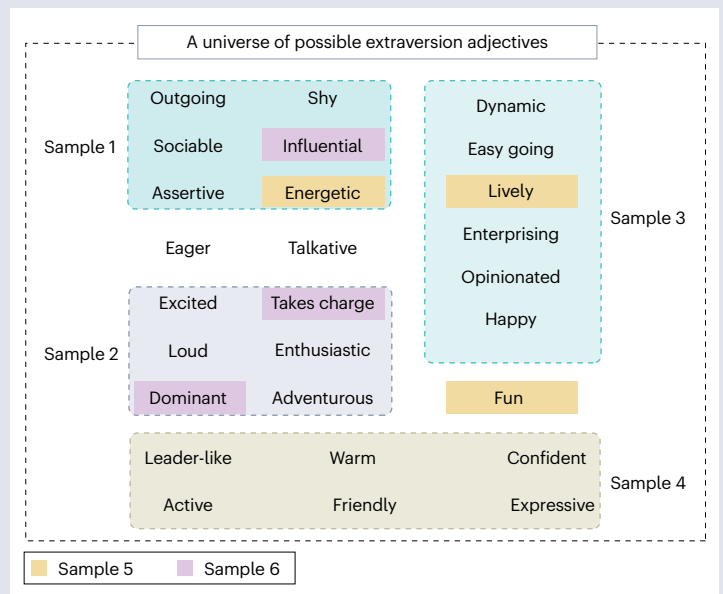 A universe of possible extraversion adjectives
Sample 1
Outgoing Shy
Sociable Influential
Assertive Energetic
Eager Talkative
Sample 2
Excited Takes charge
Loud Enthusiastic
Dominant Adventurous
Dynamic
Easy going
Lively
Enterprising
Opinionated
Happy
Sample 3
Fun
Leader-like Warm Confident
Active Friendly Expressive
Sample 4
Sample 5 Sample 6